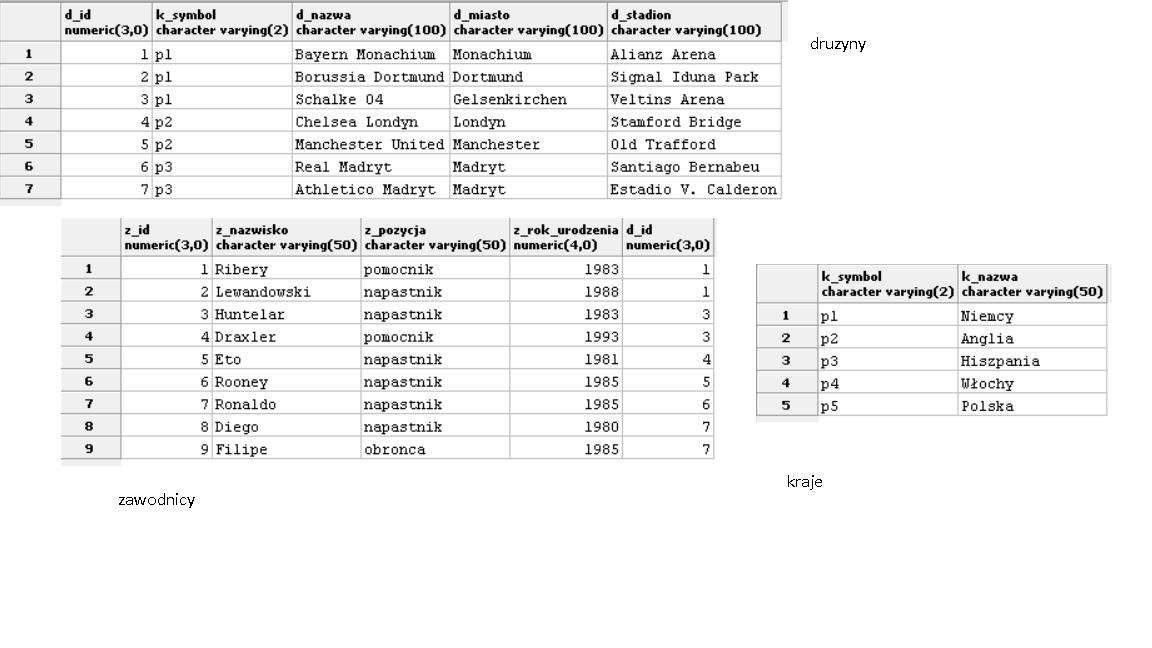 d_id k_symbol d_nazwa d_miasto d_stadion
numeric(3,0) character varying(2) character varying(100) character varying(100) character varying(100)
1 1 p1 Bayern Monachium Monachium Alianz Arena
2 2 p1 Borussia Dortmund Dortmund Signal Iduna Park
3 3 p1 Schalke 04 Gelsenkirchen Veltins Arena
4 4 p2 Chelsea Londyn Londyn Stamford Bridge
5 5 p2 Manchester United Manchester Old Trafford
6 6 p3 Real Madryt Madryt Santiago Bernabeu
7 7 p3 Athletico Madryt Madryt Estadio V. Calderon
druzyny
z_id z_nazwisko z_pozycja z_rok_urodzenia d_id
numeric(3,0) character varying(50) character varying(50) numeric(4,0) numeric(3,0)
1 1 Ribery pomocnik 1983 1
2 2 Lewandowski napastnik 1988 1
3 3 Huntelar napastnik 1983 3
4 4 Draxler pomocnik 1993 3
5 5 Eto napastnik 1981 4
6 6 Rooney napastnik 1985 5
7 7 Ronaldo napastnik 1985 6
8 8 Diego napastnik 1980 7
9 9 Filipe obronca 1985 7
zawodnicy
k_symbol k_nazwa
character varying(2) character varying(50)
1 p1 Niemcy
2 p2 Anglia
3 p3 Hiszpania
4 p4 Włochy
5 p5 Polska
kraje